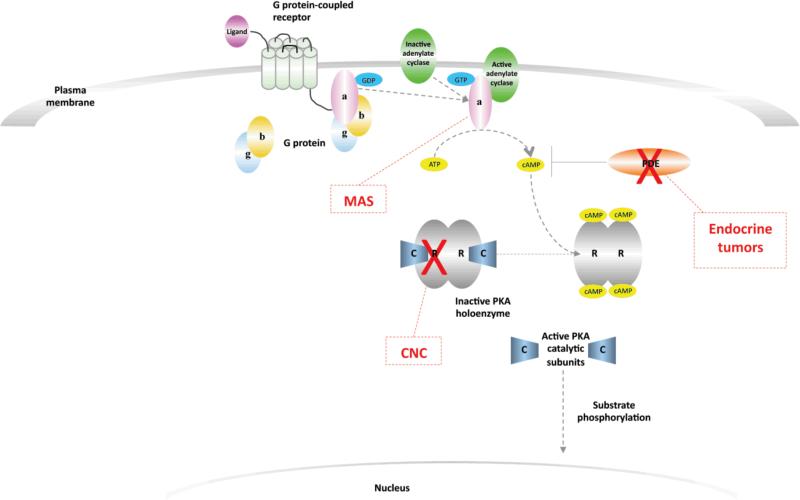 G protein-coupled
receptor
Ligand
Inactive
adenylate
cyclase
Active
adenylate
cyclase
GDP
GTP
Plasma
membrane
a
a
b
g
b
g
G protein
ATP
cAMP
PDE
MAS
Endocrine
tumors
cAMP
cAMP
C
R
R
C
R
R
cAMP
cAMP
Inactive PKA
holoenzyme
CNC
C
Active PKA
catalytic
subunits
C
Substrate
phosphorylation
Nucleus